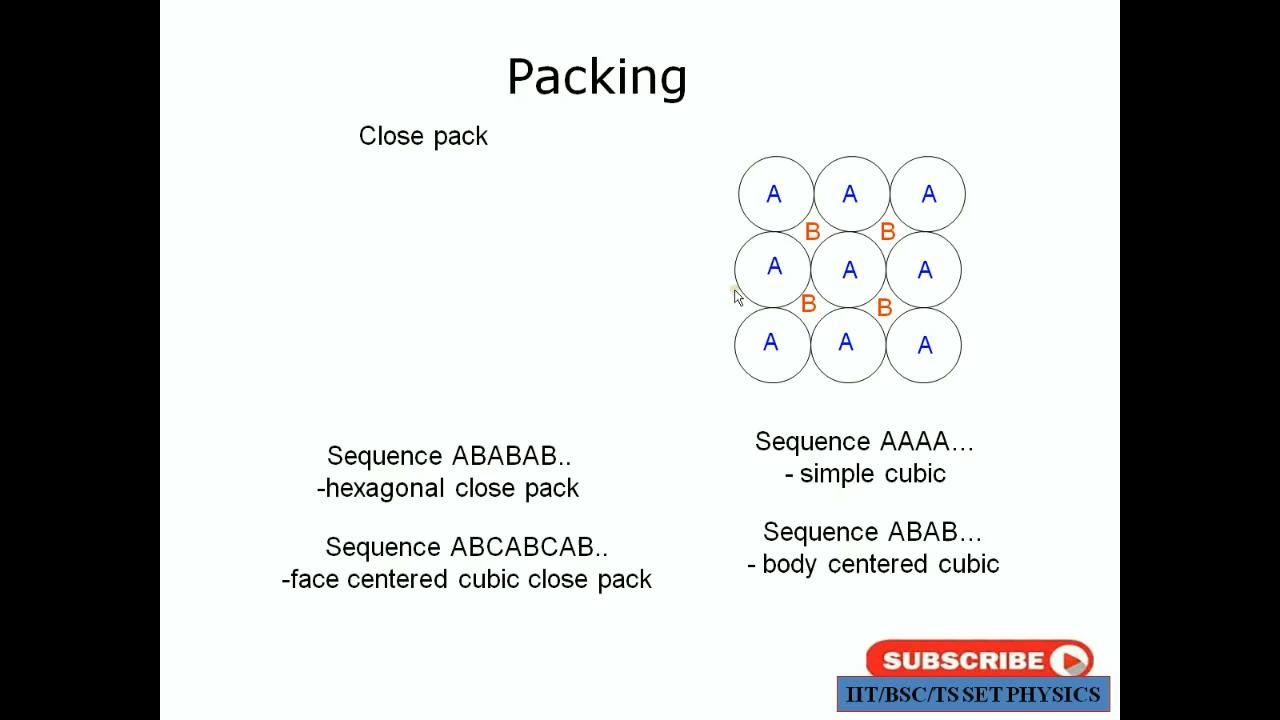 Packing
Close pack
A A A
B B
A A A
B B
A A A
Sequence ABABAB..
-hexagonal close pack
Sequence ABCABCAB..
-face centered cubic close pack
Sequence AAAA...
- simple cubic
Sequence ABAB...
- body centered cubic
SUBSCRIBE
IIT/BSC/TS SET PHYSICS